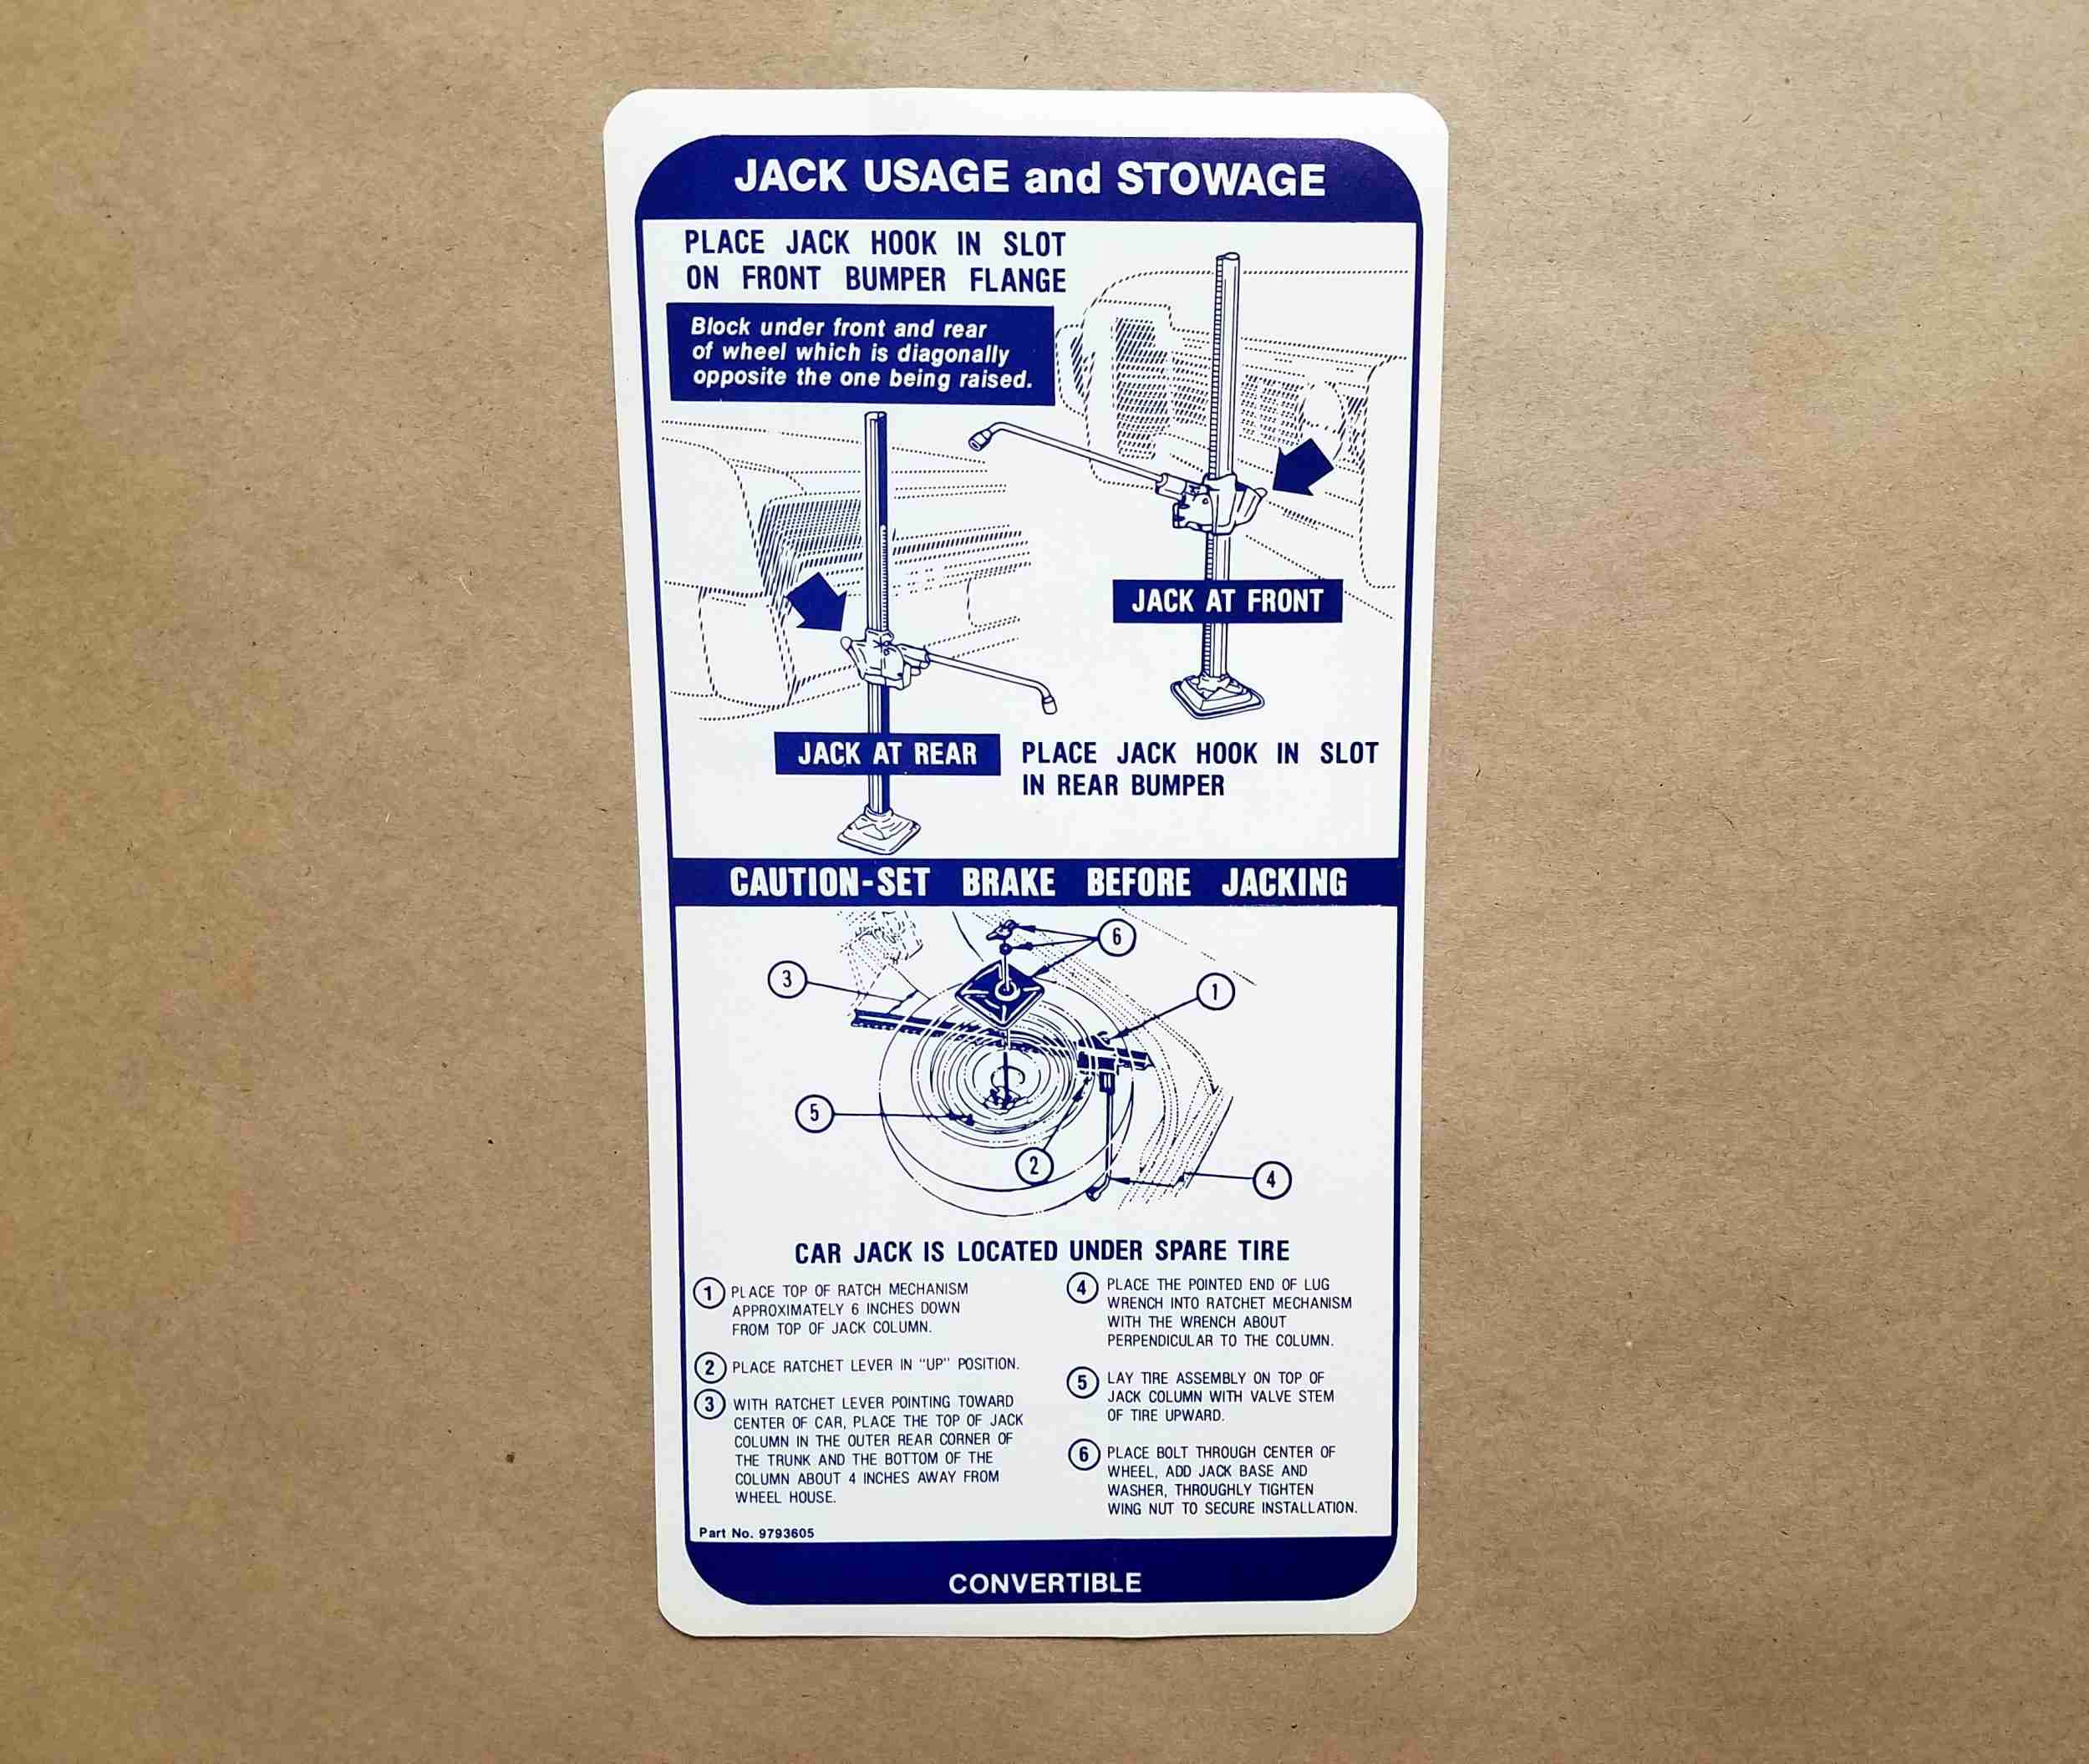 JACK USAGE and STOWAGE
PLACE JACK HOOK IN SLOT
ON FRONT BUMPER FLANGE
Block under front and rear
of wheel which is diagonally
opposite the one being raised.
JACK AT FRONT
JACK AT REAR
PLACE JACK HOOK IN SLOT
IN REAR BUMPER
CAUTION-SET BRAKE BEFORE JACKING
6
3
1
5
2
4
CAR JACK IS LOCATED UNDER SPARE TIRE
1 PLACE TOP OF RATCH MECHANISM
APPROXIMATELY 6 INCHES DOWN
FROM TOP OF JACK COLUMN.
2 PLACE RATCHET LEVER IN "UP" POSITION.
3 WITH RATCHET LEVER POINTING TOWARD
CENTER OF CAR, PLACE THE TOP OF JACK
COLUMN IN THE OUTER REAR CORNER OF
THE TRUNK AND THE BOTTOM OF THE
COLUMN ABOUT 4 INCHES AWAY FROM
WHEEL HOUSE.
4 PLACE THE POINTED END OF LUG
WRENCH INTO RATCHET MECHANISM
WITH THE WRENCH ABOUT
PERPENDICULAR TO THE COLUMN.
5 LAY TIRE ASSEMBLY ON TOP OF
JACK COLUMN WITH VALVE STEM
OF TIRE UPWARD.
6 PLACE BOLT THROUGH CENTER OF
WHEEL, ADD JACK BASE AND
WASHER, THROUGHLY TIGHTEN
WING NUT TO SECURE INSTALLATION.
Part No. 9793605
CONVERTIBLE